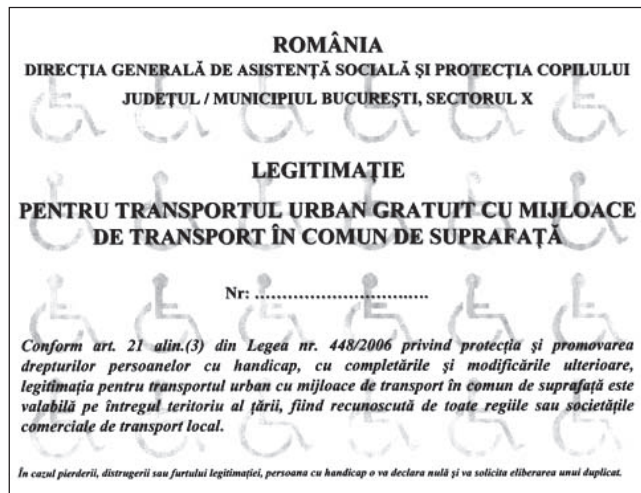 ROMÂNIA
DIRECȚIA GENERALĂ DE ASISTENȚĂ SOCIALĂ ȘI PROTECȚIA COPILULUI
JUDEȚUL / MUNICIPIUL BUCUREȘTI, SECTORUL X
LEGITIMAȚIE
PENTRU TRANSPORTUL URBAN GRATUIT CU MIJLOACE
DE TRANSPORT ÎN COMUN DE SUPRAFAȚĂ
Nr: ................................
Conform art. 21 alin.(3) din Legea nr. 448/2006 privind protecția și promovarea
drepturilor persoanelor cu handicap, cu completările și modificările ulterioare,
legitimația pentru transportul urban cu mijloace de transport în comun de suprafață este
valabilă pe întregul teritoriu al țării, fiind recunoscută de toate regiile sau societățile
comerciale de transport local.
În cazul pierderii, distrugerii sau furtului legitimației, persoana cu handicap o va declara nulă și va solicita eliberarea unui duplicat.